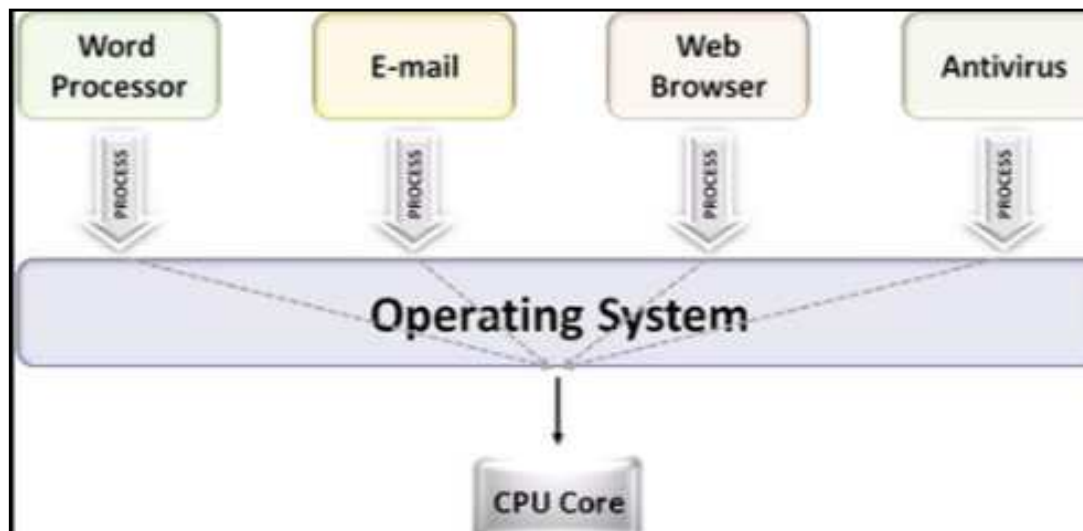 Word
Processor
E-mail
Web
Browser
Antivirus
PROCESS
PROCESS
PROCESS
PROCESS
Operating System
CPU Core